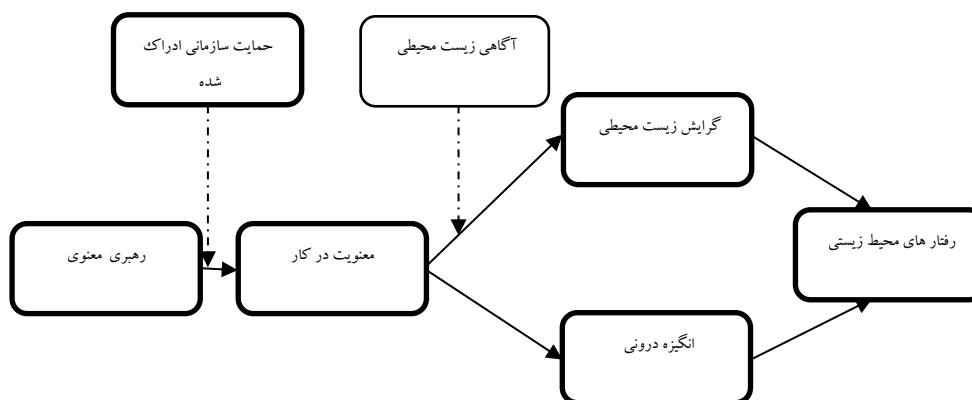 حمایت سازمانی ادراک
شده
آگاهی زیست محیطی
گرایش زیست محیطی
رهبری معنوی
معنویت در کار
رفتار های محیط زیستی
انگیزه درونی